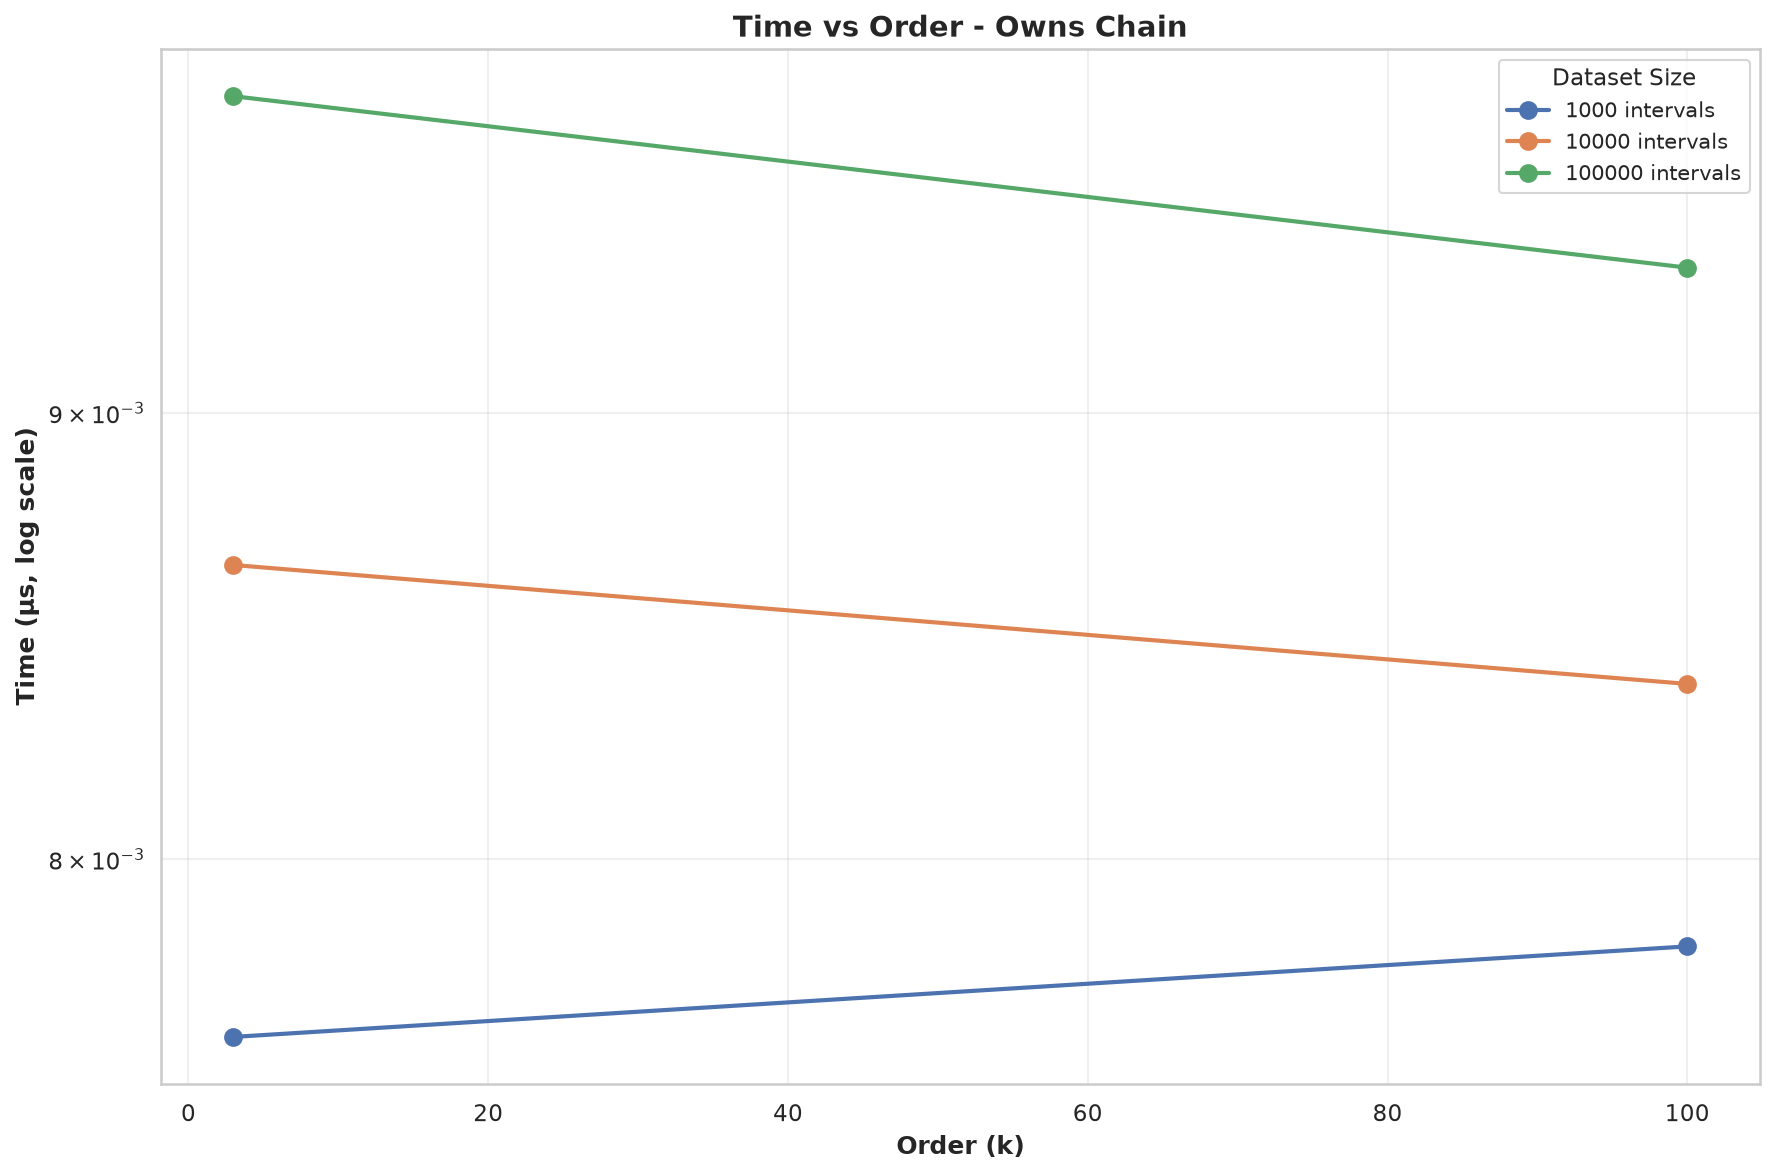 Time vs Order - Owns Chain
Dataset Size
1000 intervals
10000 intervals
100000 intervals
Time (µs, log scale)
9 × 10⁻³
8 × 10⁻³
0 20 40 60 80 100
Order (k)